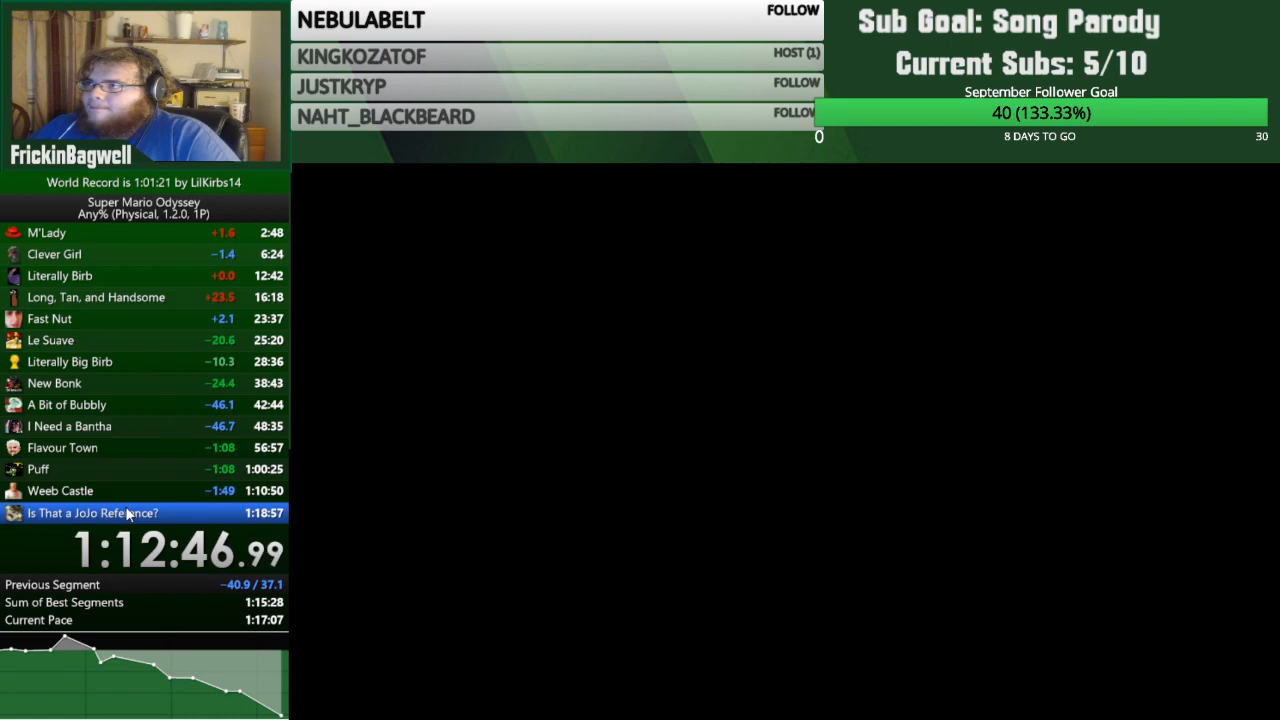 FrickinBagwell
World Record is 1:01:21 by LilKirbs14
Super Mario Odyssey
Any% (Physical, 1.2.0, 1P)
M'Lady +1.6 2:48
Clever Girl −1.4 6:24
Literally Birb +0.0 12:42
Long, Tan, and Handsome +23.5 16:18
Fast Nut +2.1 23:37
Le Suave −20.6 25:20
Literally Big Birb −10.3 28:36
New Bonk −24.4 38:43
A Bit of Bubbly −46.1 42:44
I Need a Bantha −46.7 48:35
Flavour Town −1:08 56:57
Puff −1:08 1:00:25
Weeb Castle −1:49 1:10:50
Is That a JoJo Reference? 1:18:57
1:12:46.99
Previous Segment −40.9 / 37.1
Sum of Best Segments 1:15:28
Current Pace 1:17:07
NEBULABELT FOLLOW
KINGKOZATOF HOST (1)
JUSTKRYP FOLLOW
NAHT_BLACKBEARD FOLLOW
Sub Goal: Song Parody
Current Subs: 5/10
September Follower Goal
40 (133.33%)
0 8 DAYS TO GO 30